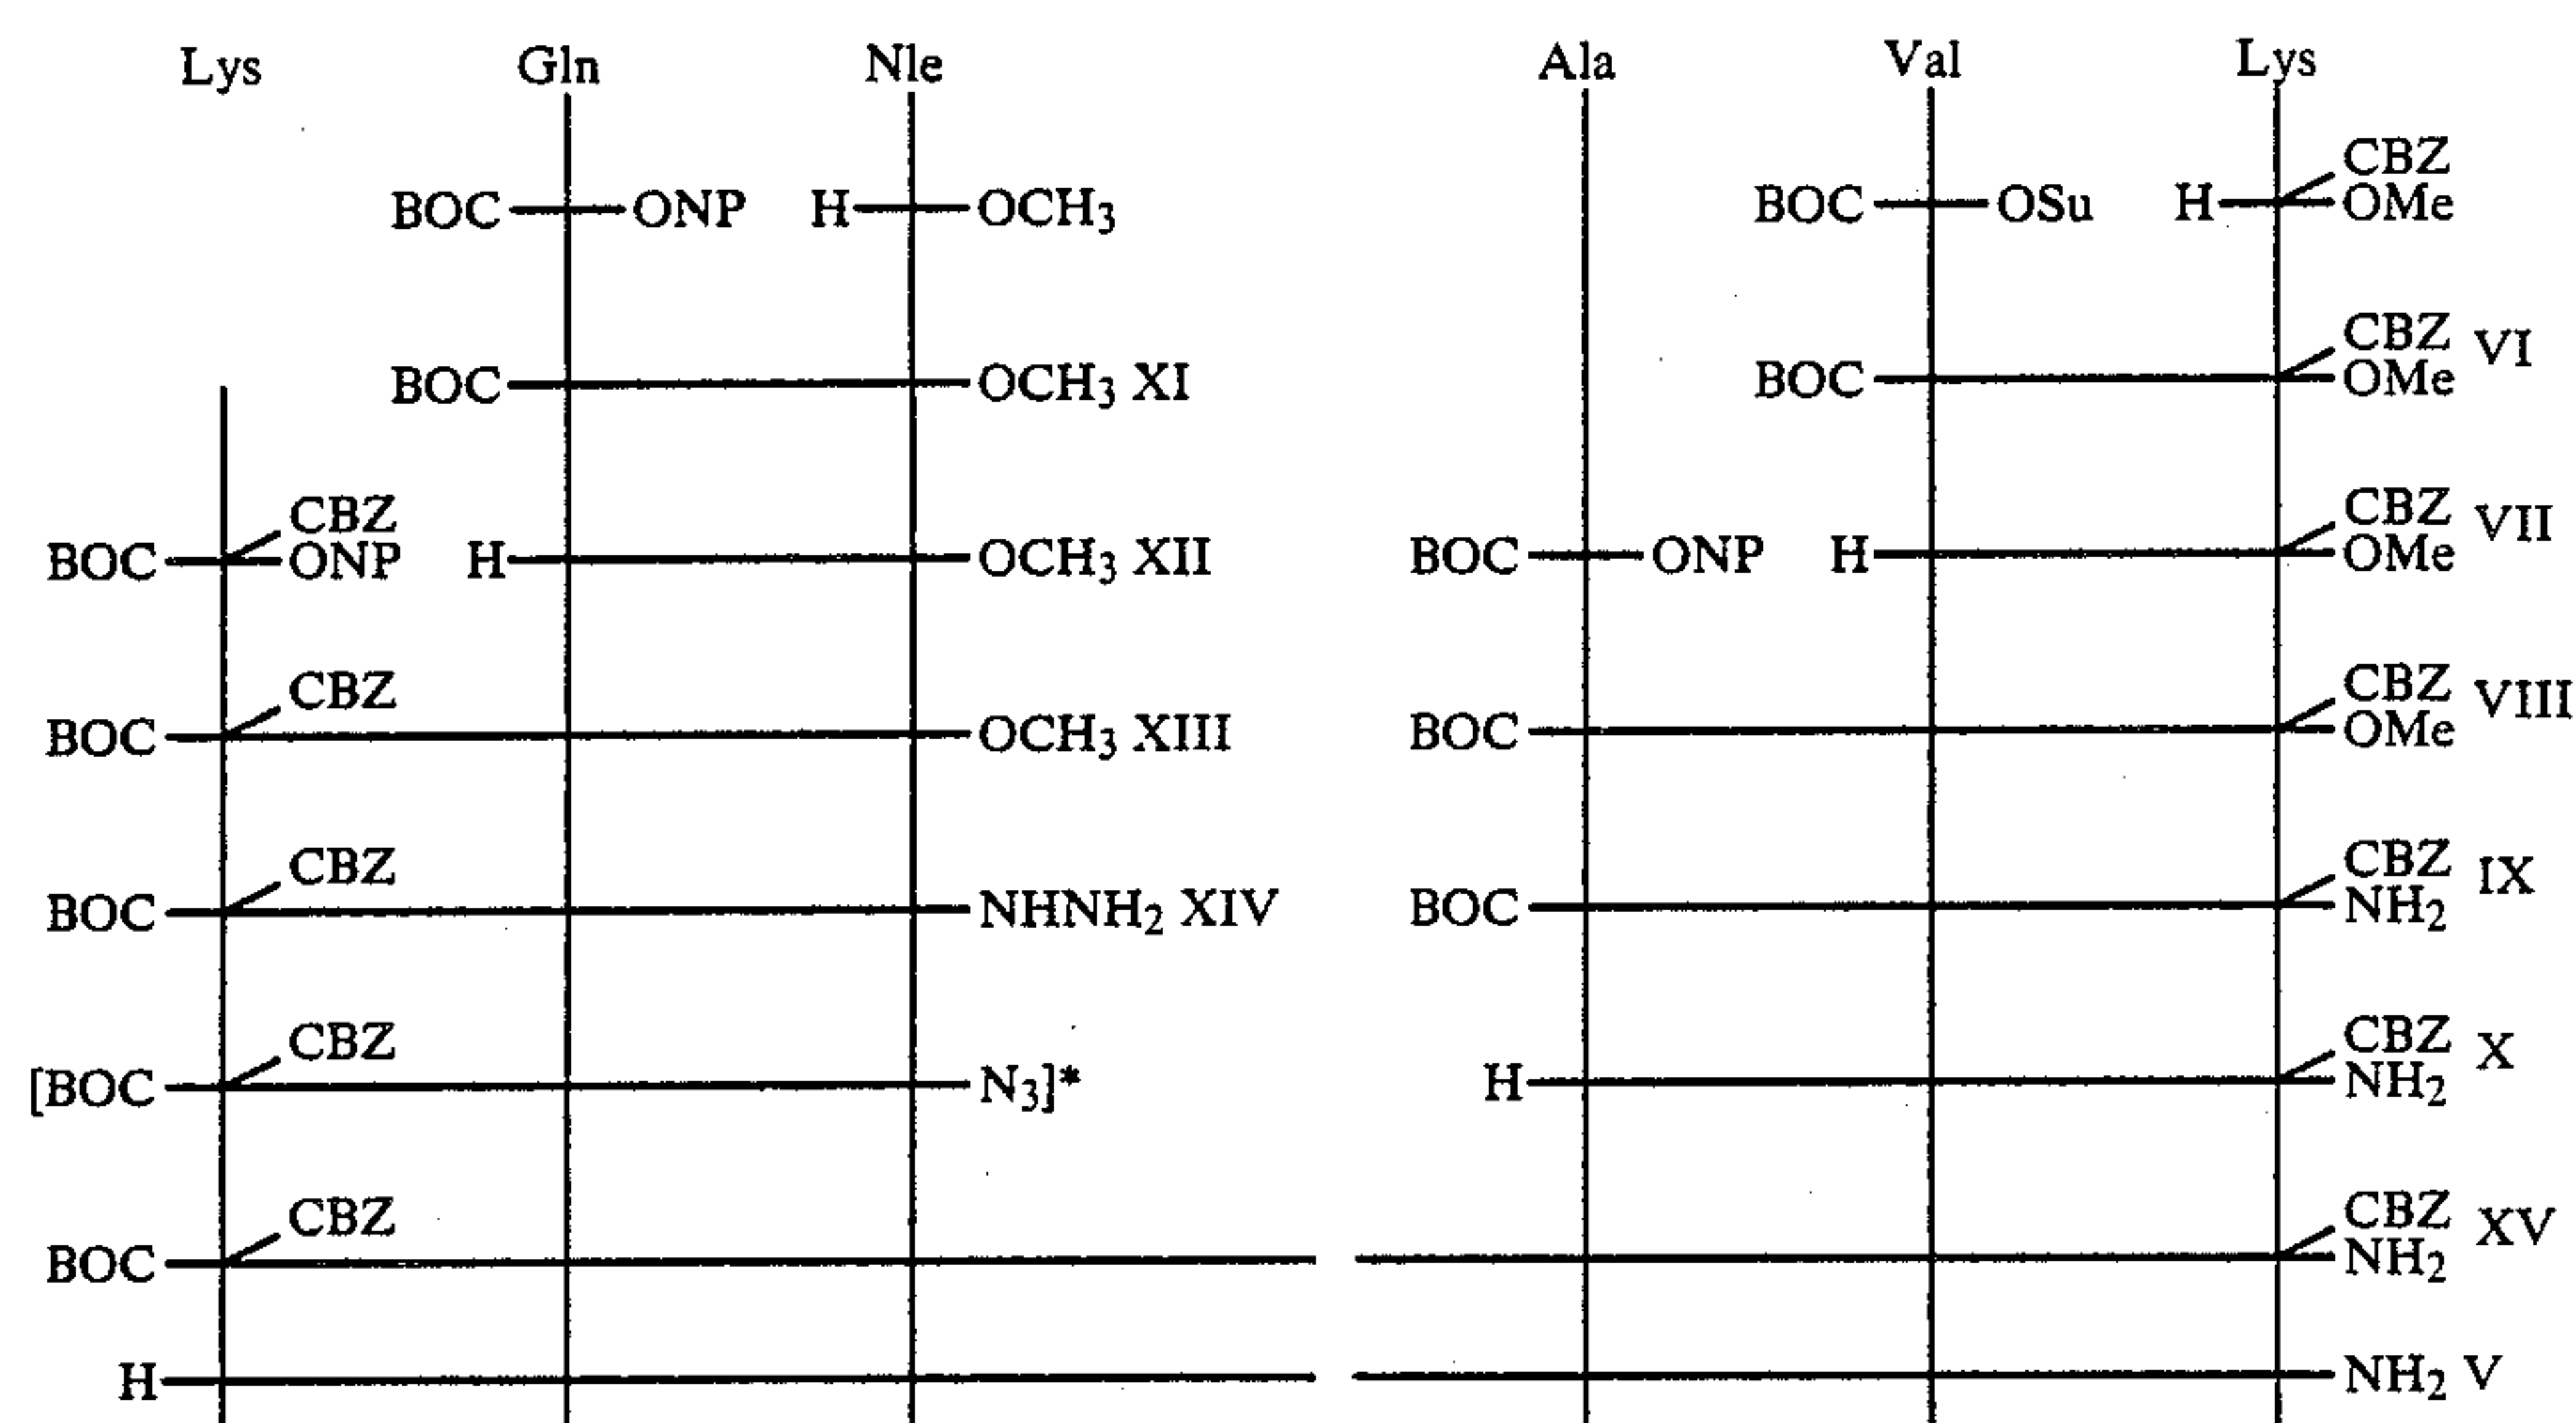 Lys Gln Nle Ala Val Lys
CBZ
BOC ONP H OCH3 BOC OSu H OMe
CBZ VI
BOC OCH3 XI BOC OMe
CBZ CBZ VII
BOC ONP H OCH3 XII BOC ONP H OMe
CBZ CBZ VIII
BOC OCH3 XIII BOC OMe
CBZ CBZ IX
BOC NHNH2 XIV BOC NH2
CBZ CBZ X
[BOC N3]* H NH2
CBZ CBZ XV
BOC NH2
H NH2 V